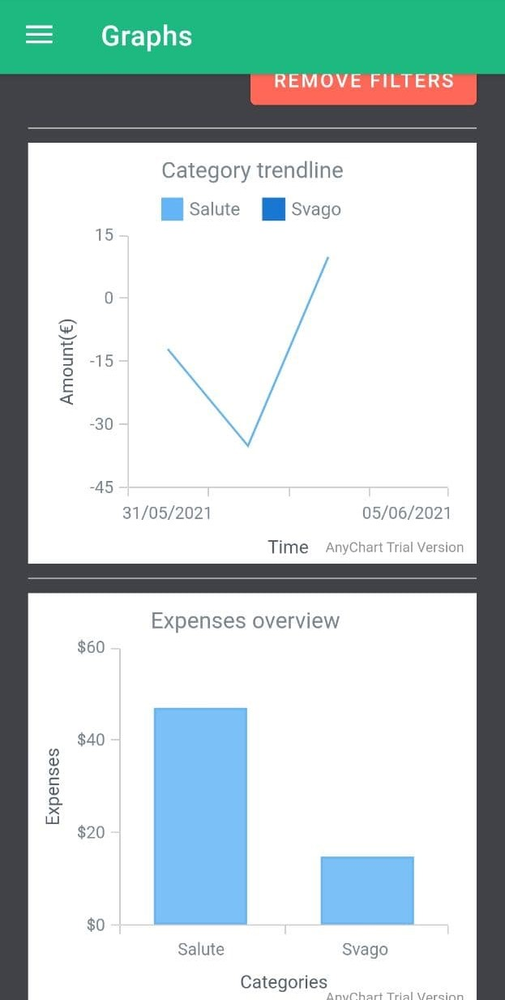 Graphs
REMOVE FILTERS
Category trendline
Salute Svago
15
0
-15
-30
-45
Amount(€)
31/05/2021 05/06/2021
Time AnyChart Trial Version
Expenses overview
$60
$40
$20
$0
Expenses
Salute Svago
Categories
AnyChart Trial Version